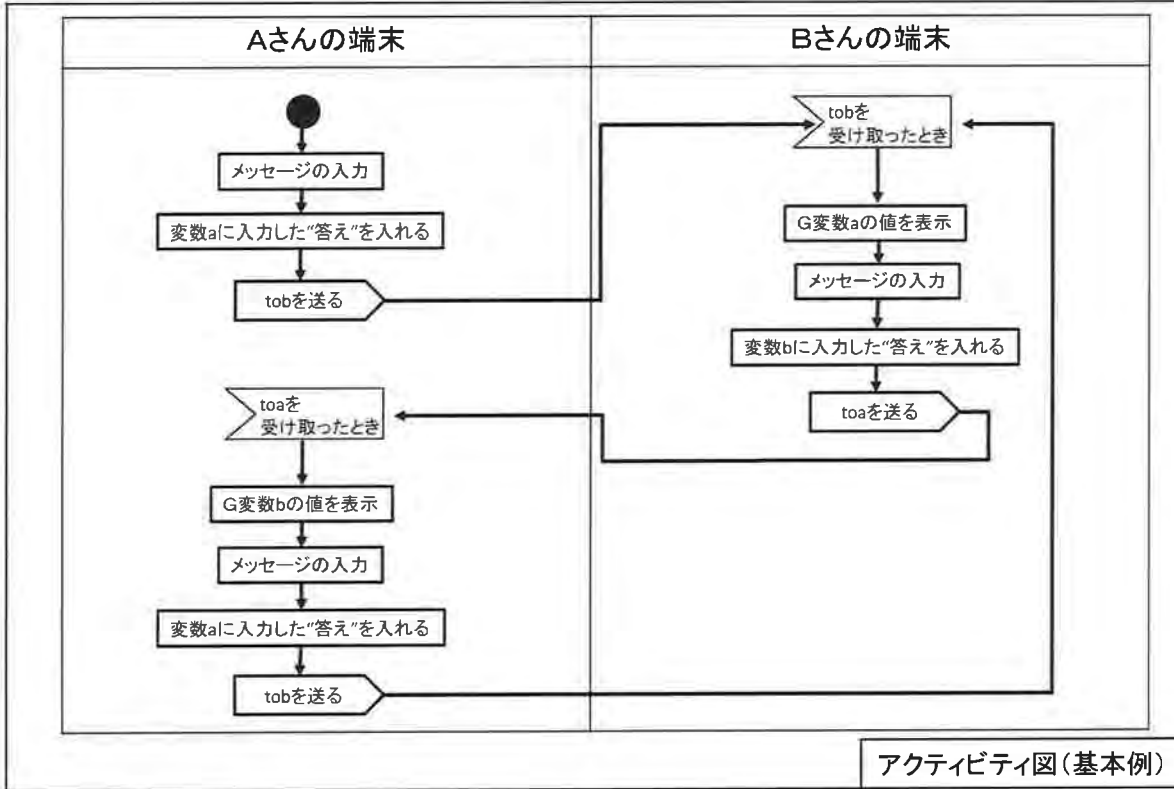 Aさんの端末
Bさんの端末
メッセージの入力
変数aに入力した"答え"を入れる
tobを送る
tobを
受け取ったとき
G変数aの値を表示
メッセージの入力
変数bに入力した"答え"を入れる
toaを送る
toaを
受け取ったとき
G変数bの値を表示
メッセージの入力
変数aに入力した"答え"を入れる
tobを送る
アクティビティ図(基本例)